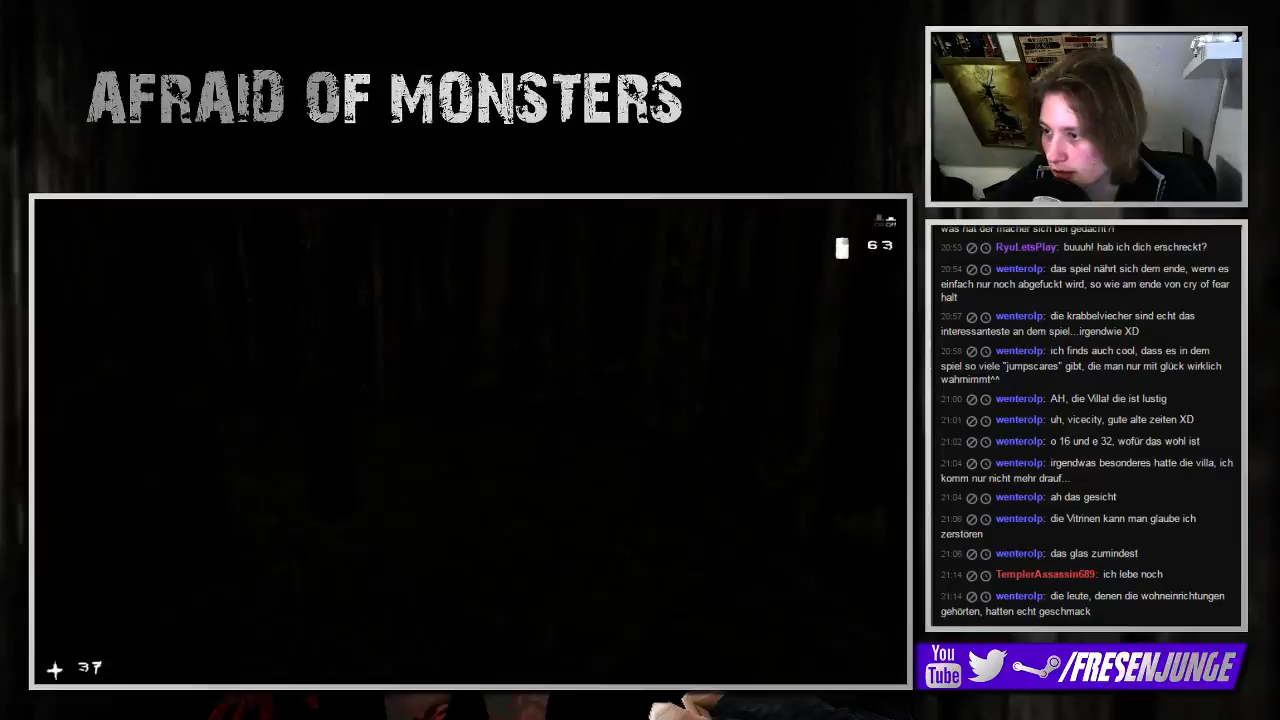 AFRAID OF MONSTERS
63
37
was hat der macher sich bei gedacht?!
20:53 RyuLetsPlay: buuuh! hab ich dich erschreckt?
20:54 wenterolp: das spiel nährt sich dem ende, wenn es
einfach nur noch abgefuckt wird, so wie am ende von cry of fear
halt
20:57 wenterolp: die krabbelviecher sind echt das
interessanteste an dem spiel...irgendwie XD
20:58 wenterolp: ich finds auch cool, dass es in dem
spiel so viele "jumpscares" gibt, die man nur mit glück wirklich
wahrnimmt^^
21:00 wenterolp: AH, die Villa! die ist lustig
21:01 wenterolp: uh, vicecity, gute alte zeiten XD
21:02 wenterolp: o 16 und e 32, wofür das wohl ist
21:04 wenterolp: irgendwas besonderes hatte die villa, ich
komm nur nicht mehr drauf...
21:04 wenterolp: ah das gesicht
21:06 wenterolp: die Vitrinen kann man glaube ich
zerstören
21:06 wenterolp: das glas zumindest
21:14 TemplerAssassin689: ich lebe noch
21:14 wenterolp: die leute, denen die wohneinrichtungen
gehörten, hatten echt geschmack
You
Tube
/FRESENJUNGE